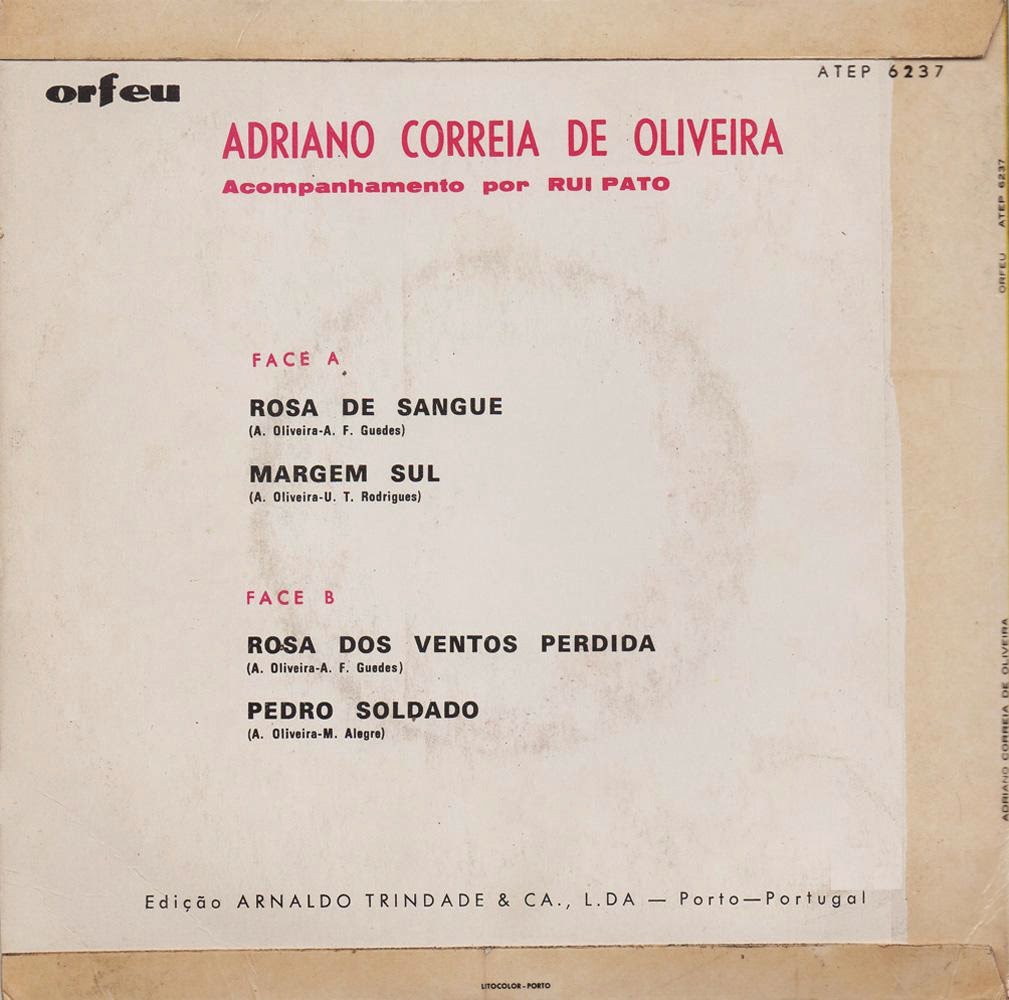 orfeu
ATEP 6237
ADRIANO CORREIA DE OLIVEIRA
Acompanhamento por RUI PATO
FACE A
ROSA DE SANGUE
(A. Oliveira-A. F. Guedes)
MARGEM SUL
(A. Oliveira-U. T. Rodrigues)
FACE B
ROSA DOS VENTOS PERDIDA
(A. Oliveira-A. F. Guedes)
PEDRO SOLDADO
(A. Oliveira-M. Alegre)
Edição ARNALDO TRINDADE & CA., L.DA — Porto—Portugal
LITOCOLOR-PORTO
ADRIANO CORREIA DE OLIVEIRA
ORFEU ATEP 6237